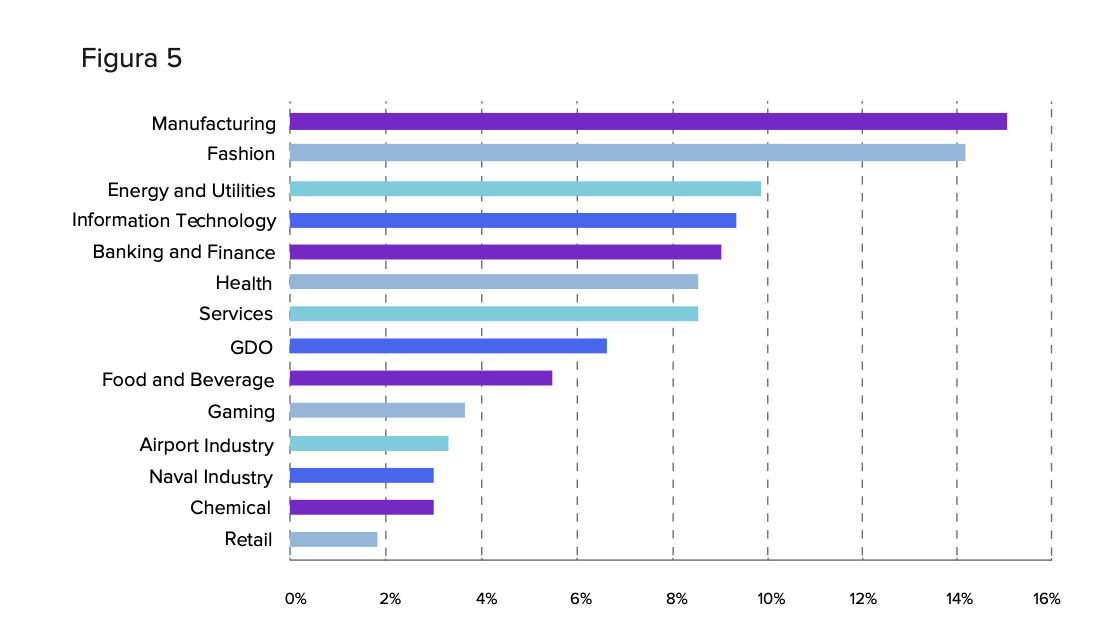 Figura 5
Manufacturing
Fashion
Energy and Utilities
Information Technology
Banking and Finance
Health
Services
GDO
Food and Beverage
Gaming
Airport Industry
Naval Industry
Chemical
Retail
0% 2% 4% 6% 8% 10% 12% 14% 16%